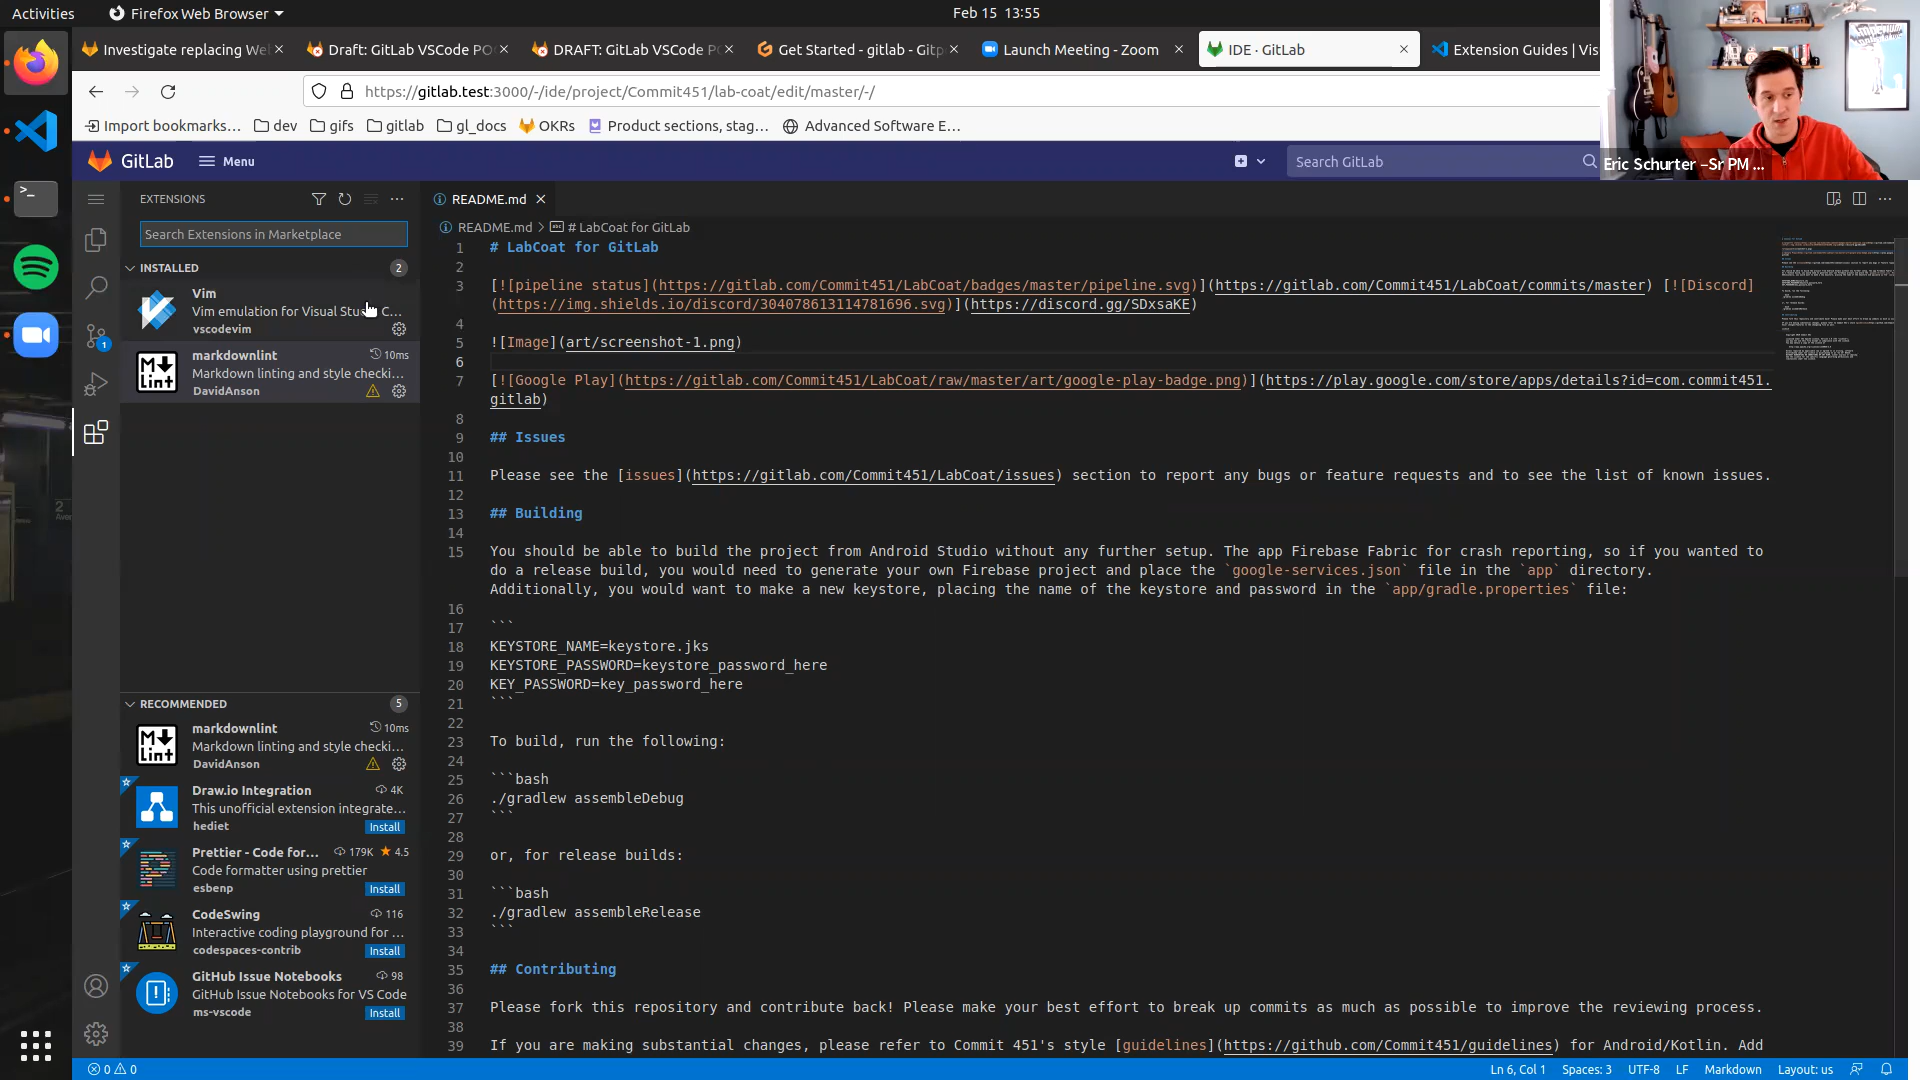 Activities
Firefox Web Browser
Feb 15 13:55
Investigate replacing We
Draft: GitLab VSCode PO
DRAFT: GitLab VSCode P
Get Started - gitlab - Gitp
Launch Meeting - Zoom
IDE · GitLab
Extension Guides | Vis
https://gitlab.test:3000/-/ide/project/Commit451/lab-coat/edit/master/-/
Import bookmarks...
dev
gifs
gitlab
gl_docs
OKRs
Product sections, stag...
Advanced Software E...
GitLab
Menu
Search GitLab
Eric Schurter –Sr PM ...
EXTENSIONS
Search Extensions in Marketplace
INSTALLED
2
Vim
Vim emulation for Visual Studio C...
vscodevim
markdownlint
10ms
Markdown linting and style checki...
DavidAnson
RECOMMENDED
5
markdownlint
10ms
Markdown linting and style checki...
DavidAnson
Draw.io Integration
4K
This unofficial extension integrate...
hediet
Install
Prettier - Code for...
179K
4.5
Code formatter using prettier
esbenp
Install
CodeSwing
116
Interactive coding playground for ...
codespaces-contrib
Install
GitHub Issue Notebooks
98
GitHub Issue Notebooks for VS Code
ms-vscode
Install
1
README.md
README.md > # LabCoat for GitLab
1 # LabCoat for GitLab
2
3 [![pipeline status](https://gitlab.com/Commit451/LabCoat/badges/master/pipeline.svg)](https://gitlab.com/Commit451/LabCoat/commits/master) [![Discord]
(https://img.shields.io/discord/304078613114781696.svg)](https://discord.gg/SDxsaKE)
4
5 ![Image](art/screenshot-1.png)
6
7 [![Google Play](https://gitlab.com/Commit451/LabCoat/raw/master/art/google-play-badge.png)](https://play.google.com/store/apps/details?id=com.commit451.
gitlab)
8
9 ## Issues
10
11 Please see the [issues](https://gitlab.com/Commit451/LabCoat/issues) section to report any bugs or feature requests and to see the list of known issues.
12
13 ## Building
14
15 You should be able to build the project from Android Studio without any further setup. The app Firebase Fabric for crash reporting, so if you wanted to
do a release build, you would need to generate your own Firebase project and place the `google-services.json` file in the `app` directory.
Additionally, you would want to make a new keystore, placing the name of the keystore and password in the `app/gradle.properties` file:
16
17 ```
18 KEYSTORE_NAME=keystore.jks
19 KEYSTORE_PASSWORD=keystore_password_here
20 KEY_PASSWORD=key_password_here
21 ```
22
23 To build, run the following:
24
25 ```bash
26 ./gradlew assembleDebug
27 ```
28
29 or, for release builds:
30
31 ```bash
32 ./gradlew assembleRelease
33 ```
34
35 ## Contributing
36
37 Please fork this repository and contribute back! Please make your best effort to break up commits as much as possible to improve the reviewing process.
38
39 If you are making substantial changes, please refer to Commit 451's style [guidelines](https://github.com/Commit451/guidelines) for Android/Kotlin. Add
0 0
Ln 6, Col 1
Spaces: 3
UTF-8
LF
Markdown
Layout: us